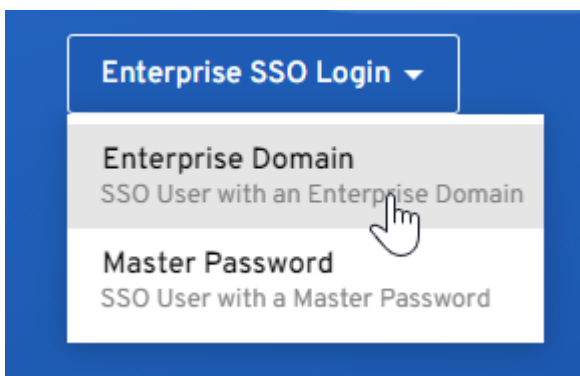 Enterprise SSO Login
Enterprise Domain
SSO User with an Enterprise Domain
Master Password
SSO User with a Master Password